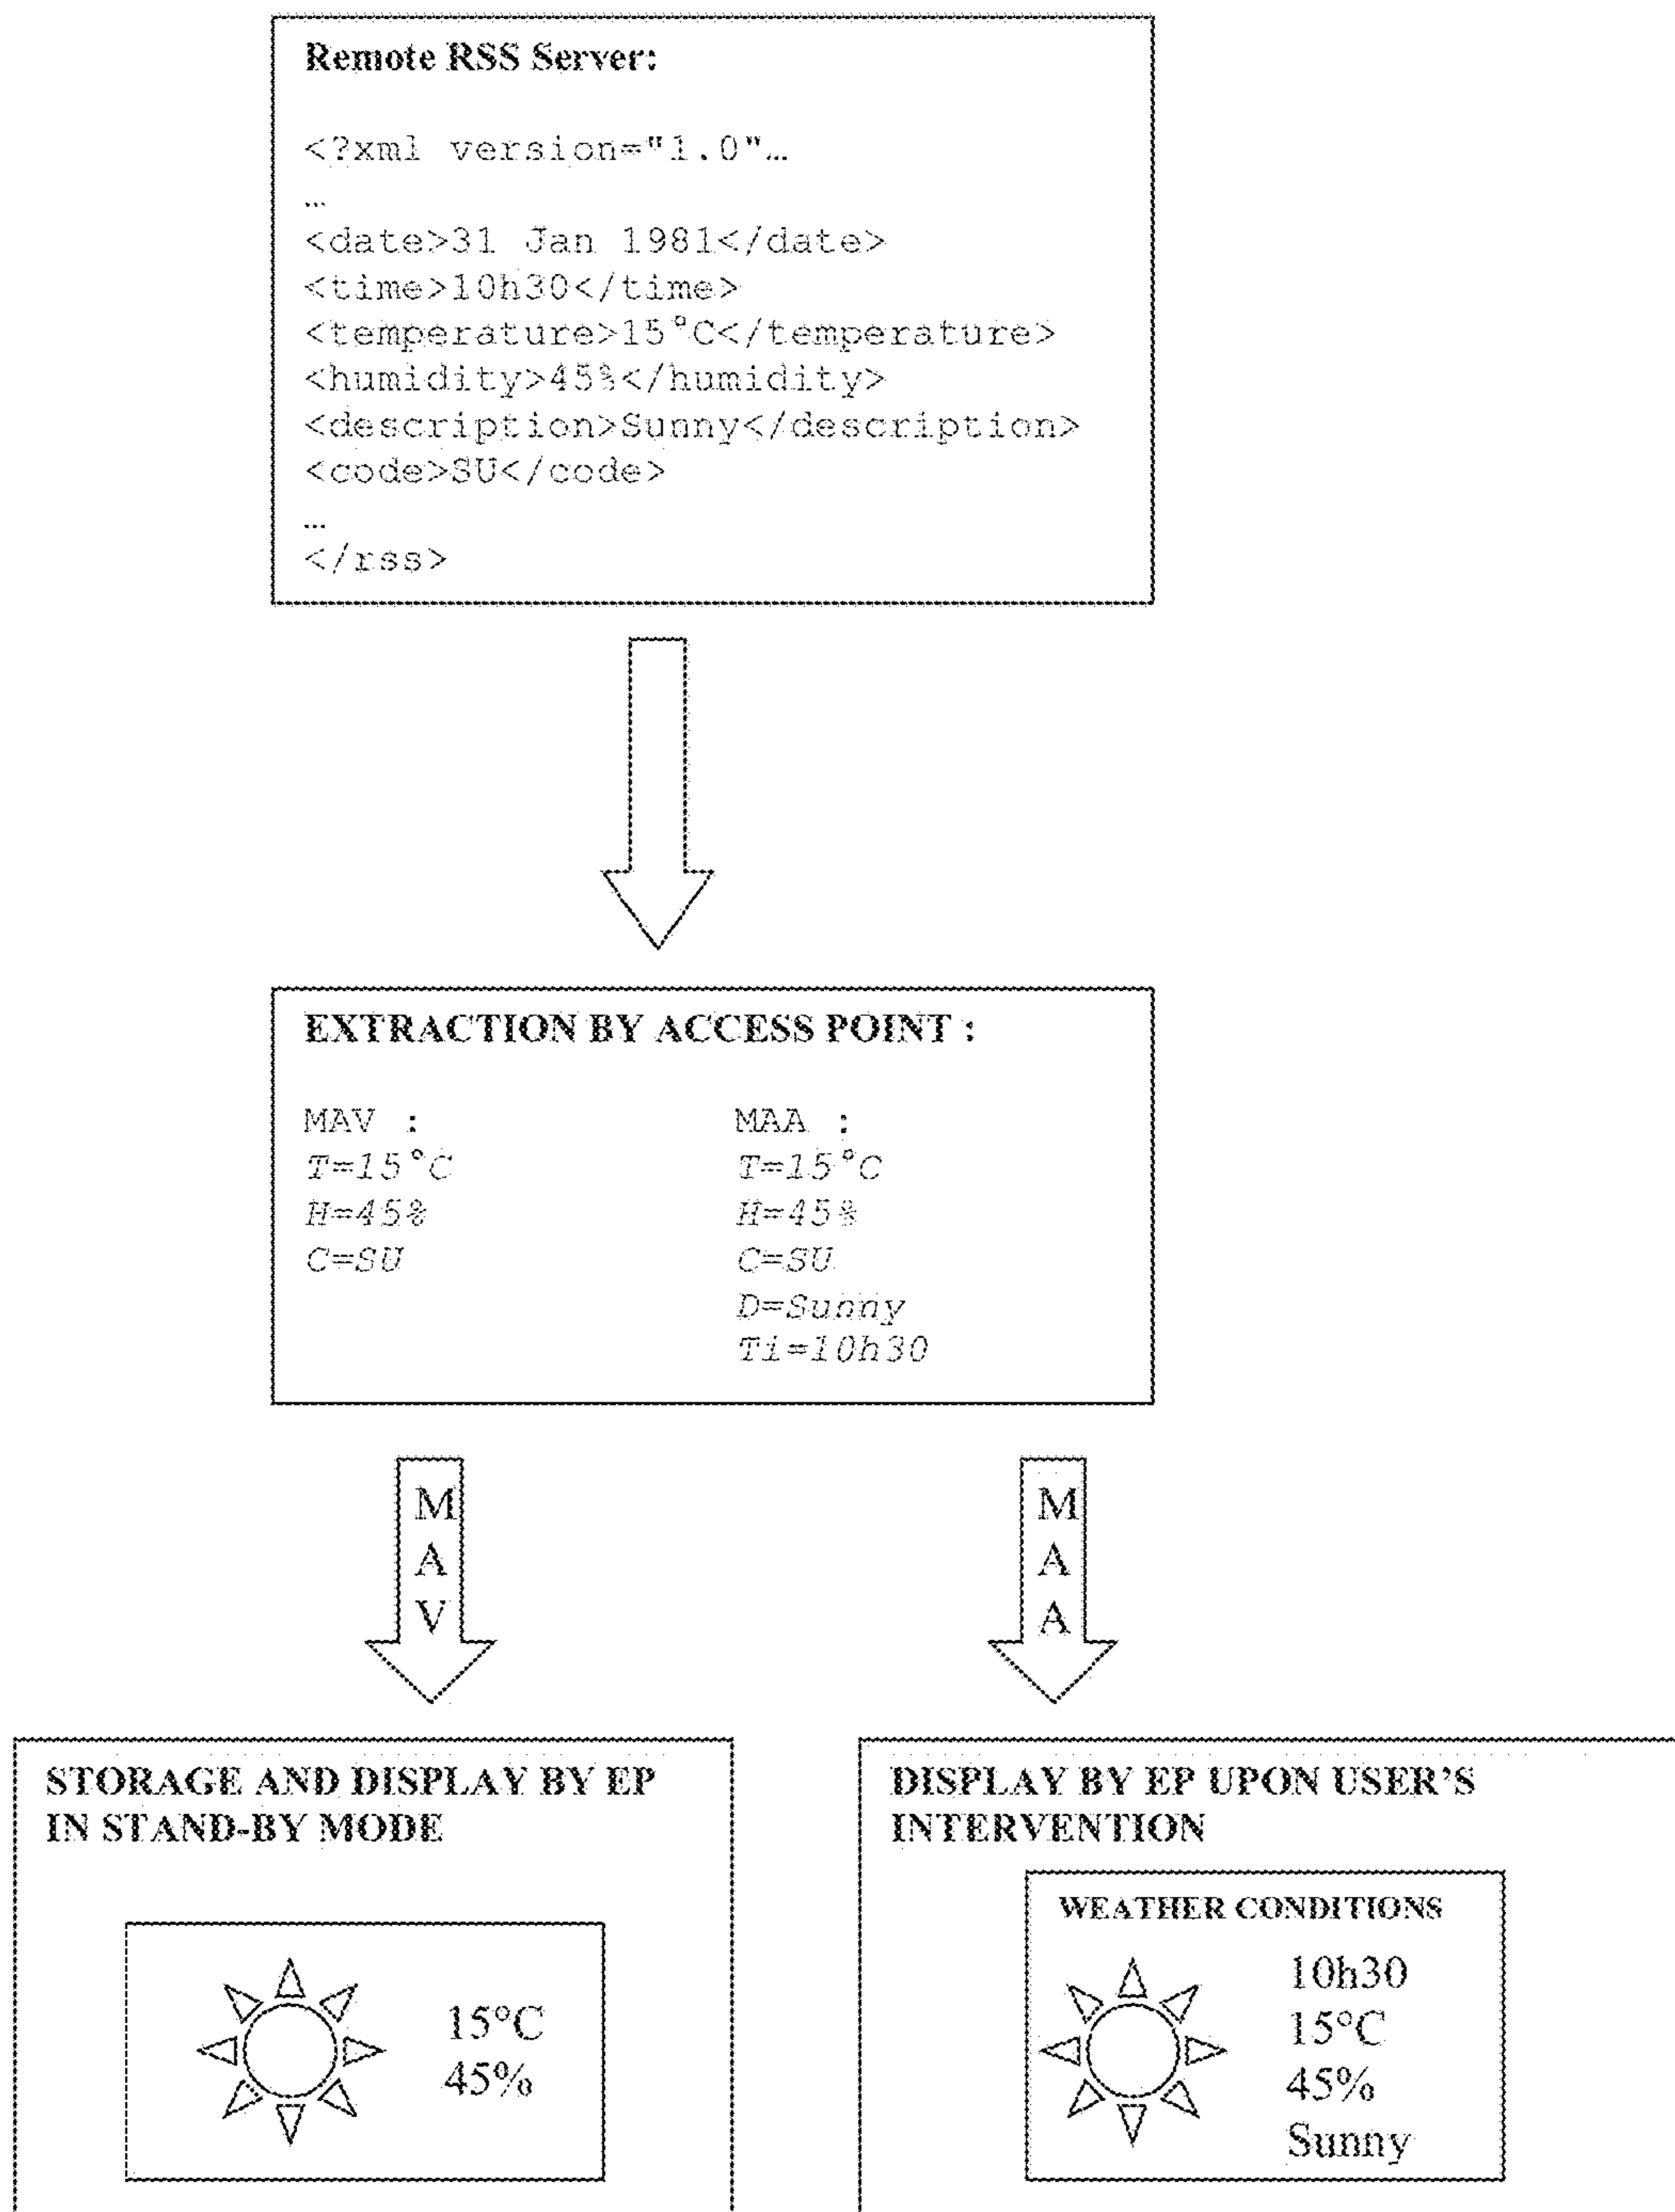 Remote RSS Server:
<?xml version="1.0"…
…
<date>31 Jan 1981</date>
<time>10h30</time>
<temperature>15°C</temperature>
<humidity>45%</humidity>
<description>Sunny</description>
<code>SU</code>
…
</rss>
EXTRACTION BY ACCESS POINT :
MAV :
T=15°C
H=45%
C=SU
MAA :
T=15°C
H=45%
C=SU
D=Sunny
Ti=10h30
M
A
V
M
A
A
STORAGE AND DISPLAY BY EP
IN STAND-BY MODE
15°C
45%
DISPLAY BY EP UPON USER'S
INTERVENTION
WEATHER CONDITIONS
10h30
15°C
45%
Sunny